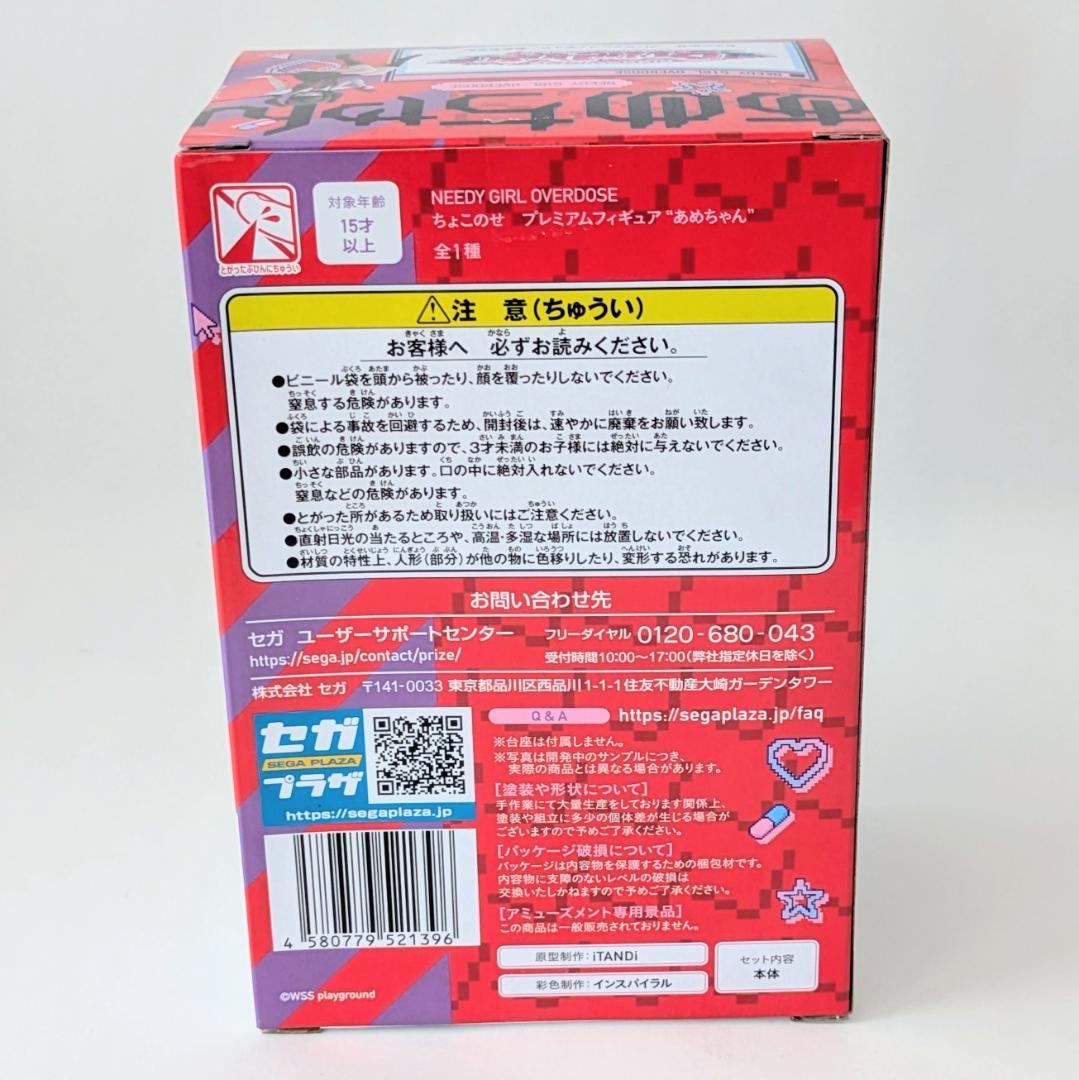 NEEDY GIRL OVERDOSE
NEEDY GIRL OVERDOSE
あめちゃん
とがったぶひんにちゅうい
対象年齢
15才
以上
NEEDY GIRL OVERDOSE
ちょこのせ プレミアムフィギュア“あめちゃん”
全1種
注 意(ちゅうい)
お客様へ 必ずお読みください。
●ビニール袋を頭から被ったり、顔を覆ったりしないでください。
窒息する危険があります。
●袋による事故を回避するため、開封後は、速やかに廃棄をお願い致します。
●誤飲の危険がありますので、3才未満のお子様には絶対に与えないでください。
●小さな部品があります。口の中に絶対入れないでください。
窒息などの危険があります。
●とがった所があるため取り扱いにはご注意ください。
●直射日光の当たるところや、高温・多湿な場所には放置しないでください。
●材質の特性上、人形(部分)が他の物に色移りしたり、変形する恐れがあります。
お問い合わせ先
セガ ユーザーサポートセンター フリーダイヤル 0120-680-043
https://sega.jp/contact/prize/ 受付時間10:00〜17:00(弊社指定休日を除く)
株式会社 セガ 〒141-0033 東京都品川区西品川1-1-1住友不動産大崎ガーデンタワー
セガ
SEGA PLAZA
プラザ
https://segaplaza.jp
Q&A https://segaplaza.jp/faq
※台座は付属しません。
※写真は開発中のサンプルにつき、
実際の商品とは異なる場合があります。
[塗装や形状について]
手作業にて大量生産をしております関係上、
塗装や組立に多少の個体差が生じる場合が
ございますので予めご了承ください。
[パッケージ破損について]
パッケージは内容物を保護するための梱包材です。
内容物に支障のないレベルの破損は
交換いたしかねますので予めご了承ください。
[アミューズメント専用景品]
この商品は一般販売されておりません。
4 580779 521396
原型制作：iTANDi
彩色制作：インスパイラル
セット内容
本体
©WSS playground